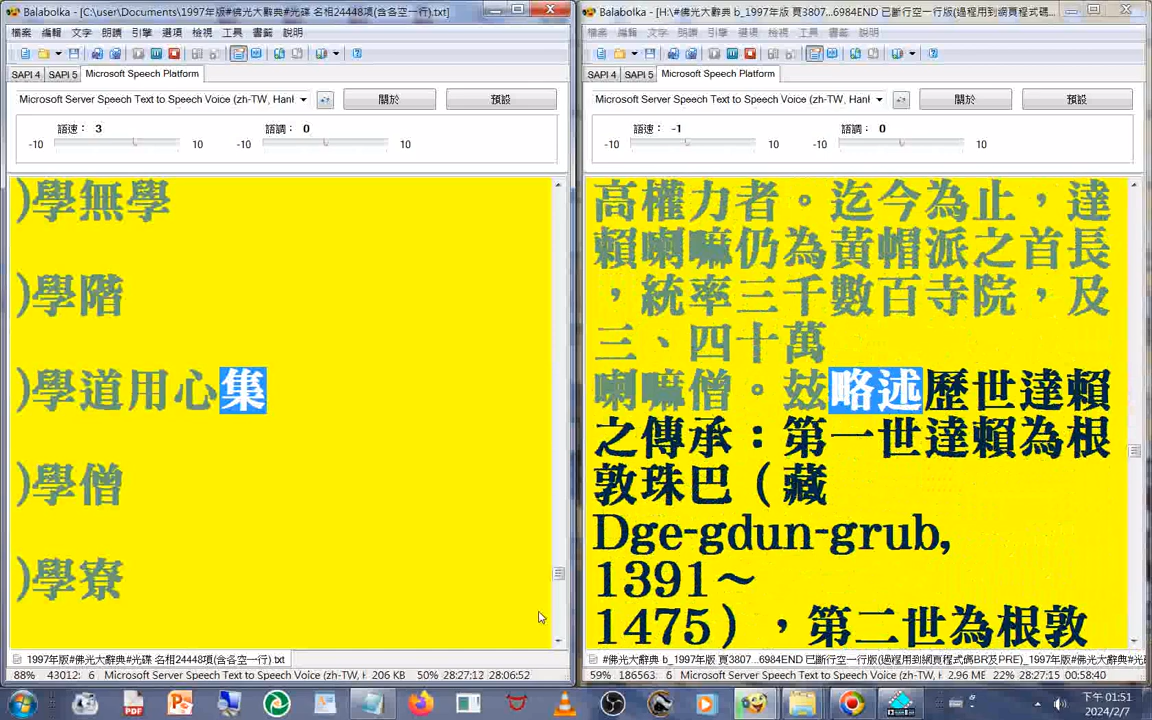 Balabolka - [C:\user\Documents\1997年版#佛光大辭典#光碟 名相24448項(含各空一行).txt]
檔案 編輯 文字 朗讀 引擎 選項 檢視 工具 書籤 說明
SAPI 4 SAPI 5 Microsoft Speech Platform
Microsoft Server Speech Text to Speech Voice (zh-TW, Hanl
關於 預設
語速： 3 語調： 0
-10 10 -10 10
)學無學
)學階
)學道用心集
)學僧
)學寮
1997年版#佛光大辭典#光碟 名相24448項(含各空一行).txt
88% 43012: 6 Microsoft Server Speech Text to Speech Voice (zh-TW, H 206 KB 50% 28:27:12 28:06:52
Balabolka - [H:\#佛光大辭典 b_1997年版 頁3807...6984END 已斷行空一行版(過程用到網頁程式碼...
檔案 編輯 文字 朗讀 引擎 選項 檢視 工具 書籤 說明
SAPI 4 SAPI 5 Microsoft Speech Platform
Microsoft Server Speech Text to Speech Voice (zh-TW, Hanl
關於 預設
語速： -1 語調： 0
-10 10 -10 10
高權力者。迄今為止，達
賴喇嘛仍為黃帽派之首長
，統率三千數百寺院，及
三、四十萬
喇嘛僧。玆略述歷世達賴
之傳承：第一世達賴為根
敦珠巴（藏
Dge-gdun-grub,
1391～
1475），第二世為根敦
#佛光大辭典 b_1997年版 頁3807...6984END 已斷行空一行版(過程用到網頁程式碼BR及PRE)_1997年版#佛光
59% 186563: 6 Microsoft Server Speech Text to Speech Voice (zh-TW, H 2.96 MB 22% 28:27:15 00:58:40
PDF
下午 01:51
2024/2/7